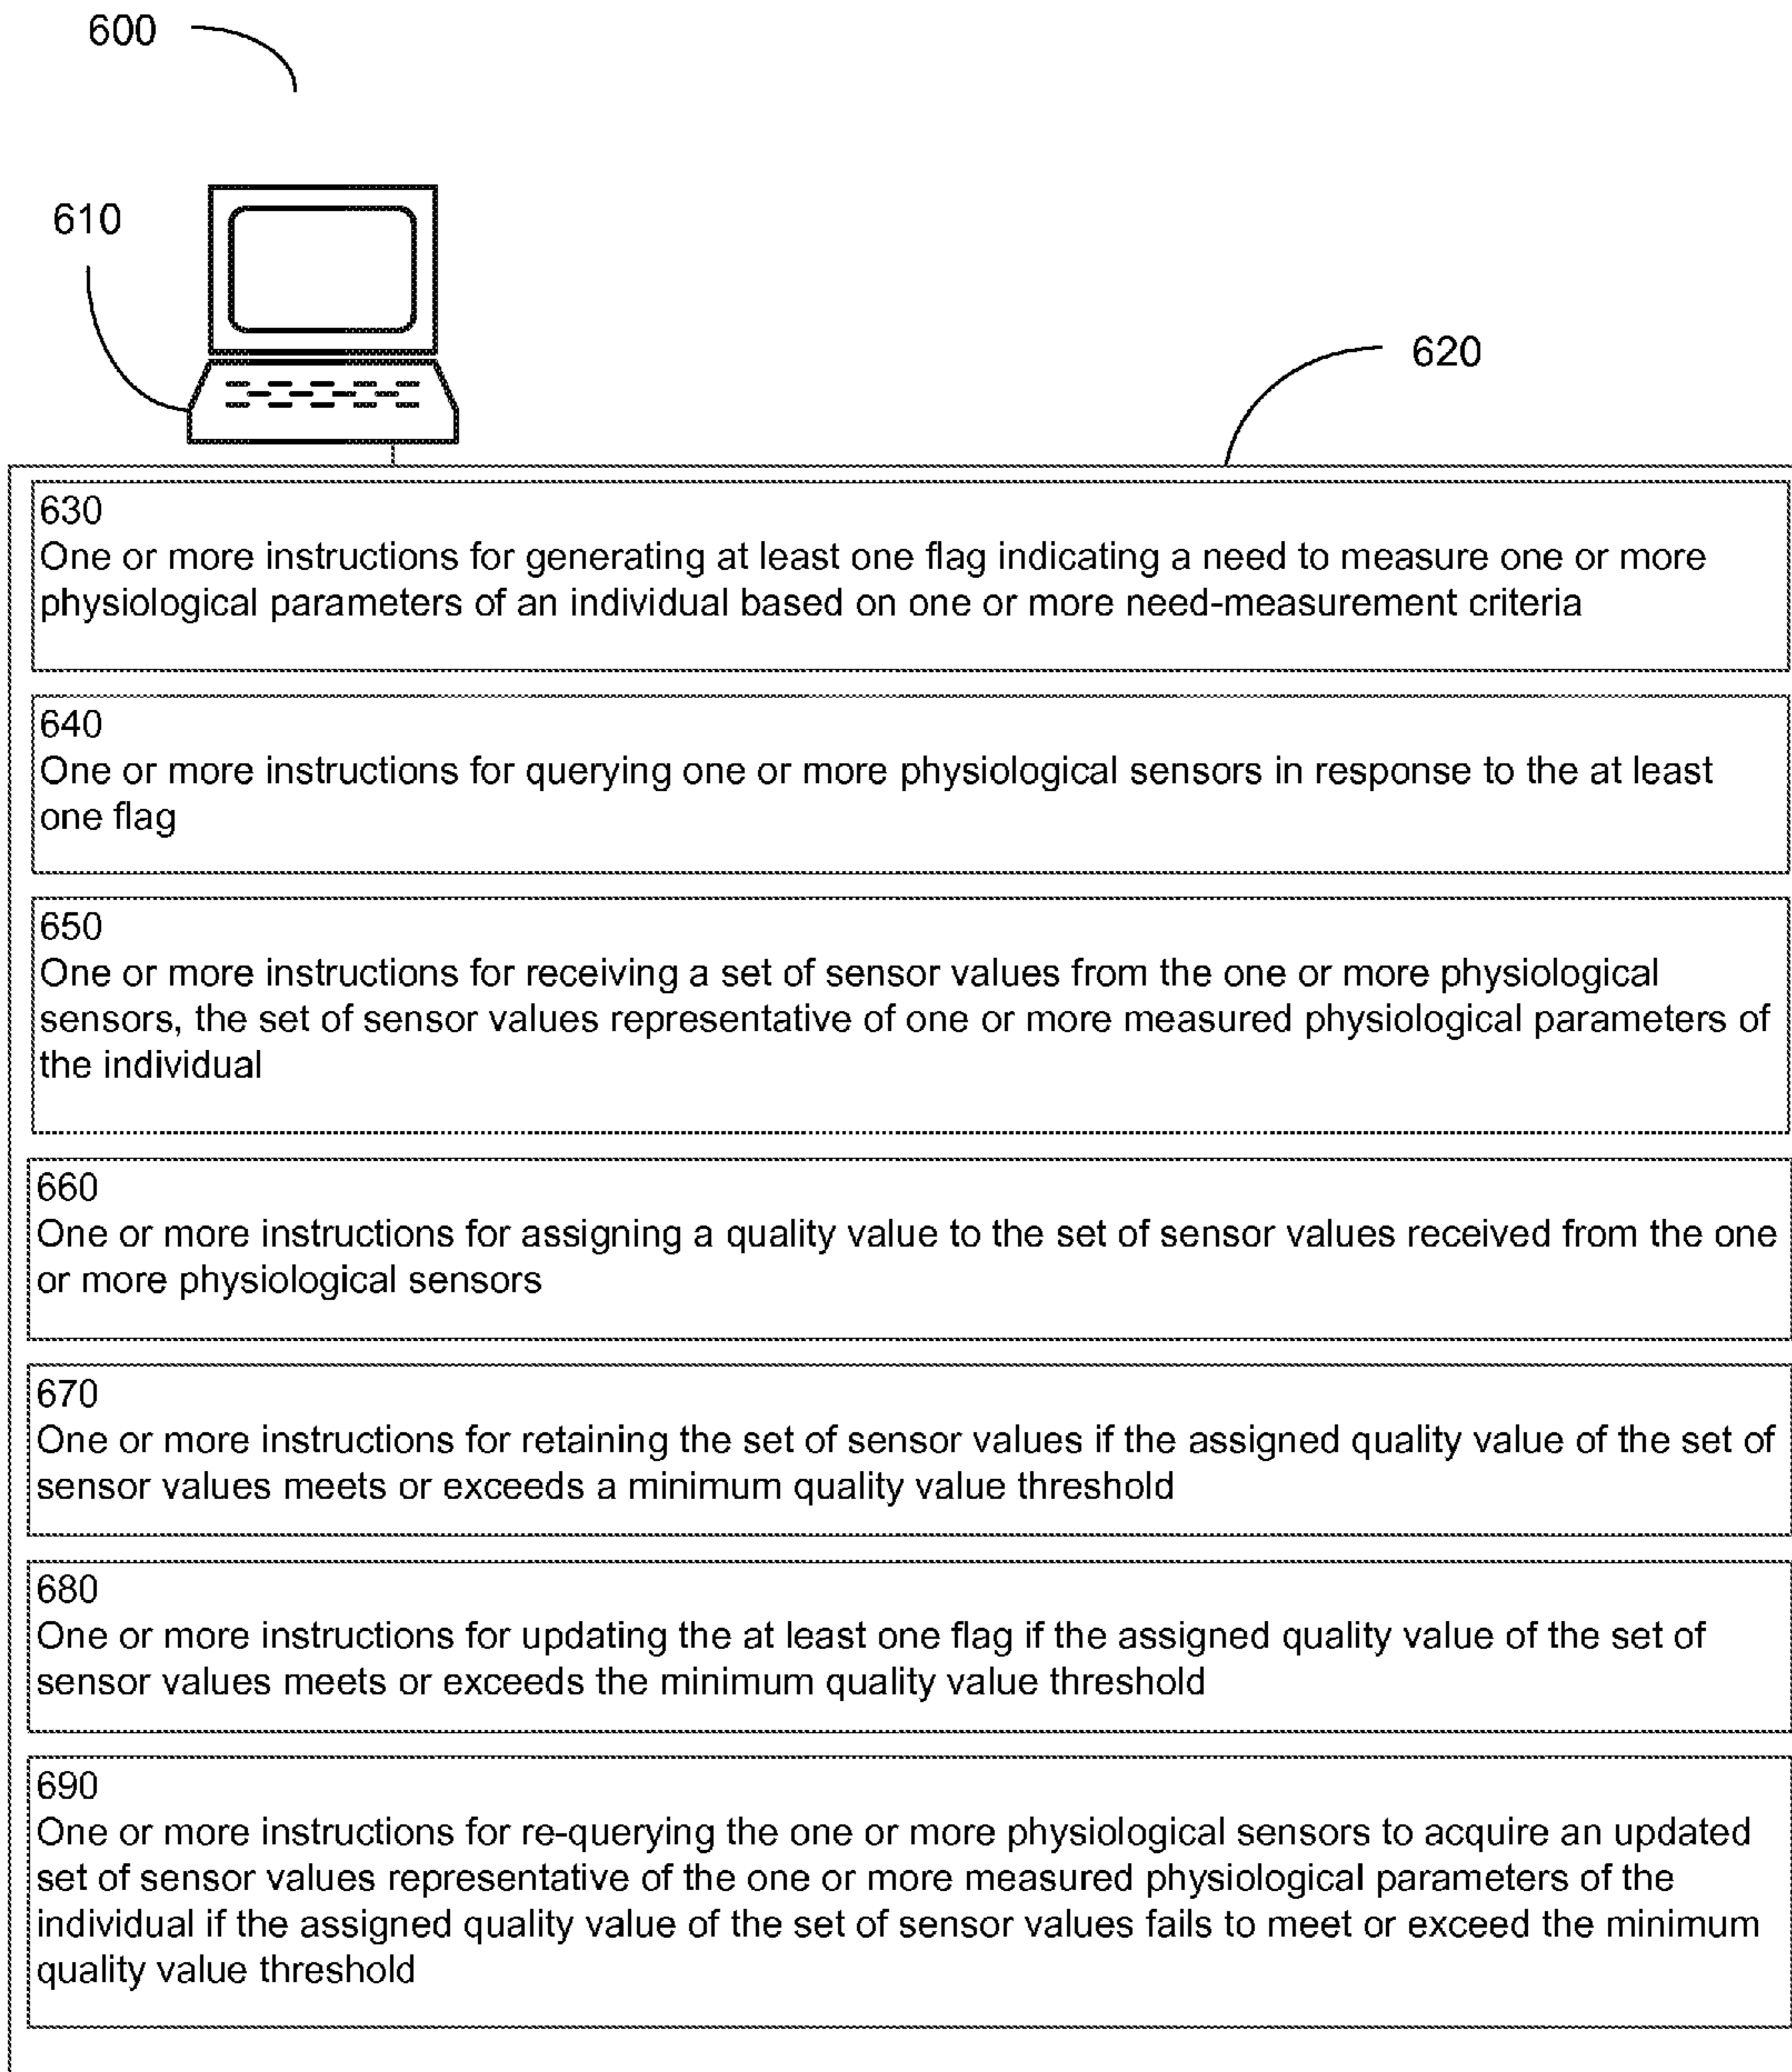 600
610
620
630
One or more instructions for generating at least one flag indicating a need to measure one or more
physiological parameters of an individual based on one or more need-measurement criteria
640
One or more instructions for querying one or more physiological sensors in response to the at least
one flag
650
One or more instructions for receiving a set of sensor values from the one or more physiological
sensors, the set of sensor values representative of one or more measured physiological parameters of
the individual
660
One or more instructions for assigning a quality value to the set of sensor values received from the one
or more physiological sensors
670
One or more instructions for retaining the set of sensor values if the assigned quality value of the set of
sensor values meets or exceeds a minimum quality value threshold
680
One or more instructions for updating the at least one flag if the assigned quality value of the set of
sensor values meets or exceeds the minimum quality value threshold
690
One or more instructions for re-querying the one or more physiological sensors to acquire an updated
set of sensor values representative of the one or more measured physiological parameters of the
individual if the assigned quality value of the set of sensor values fails to meet or exceed the minimum
quality value threshold